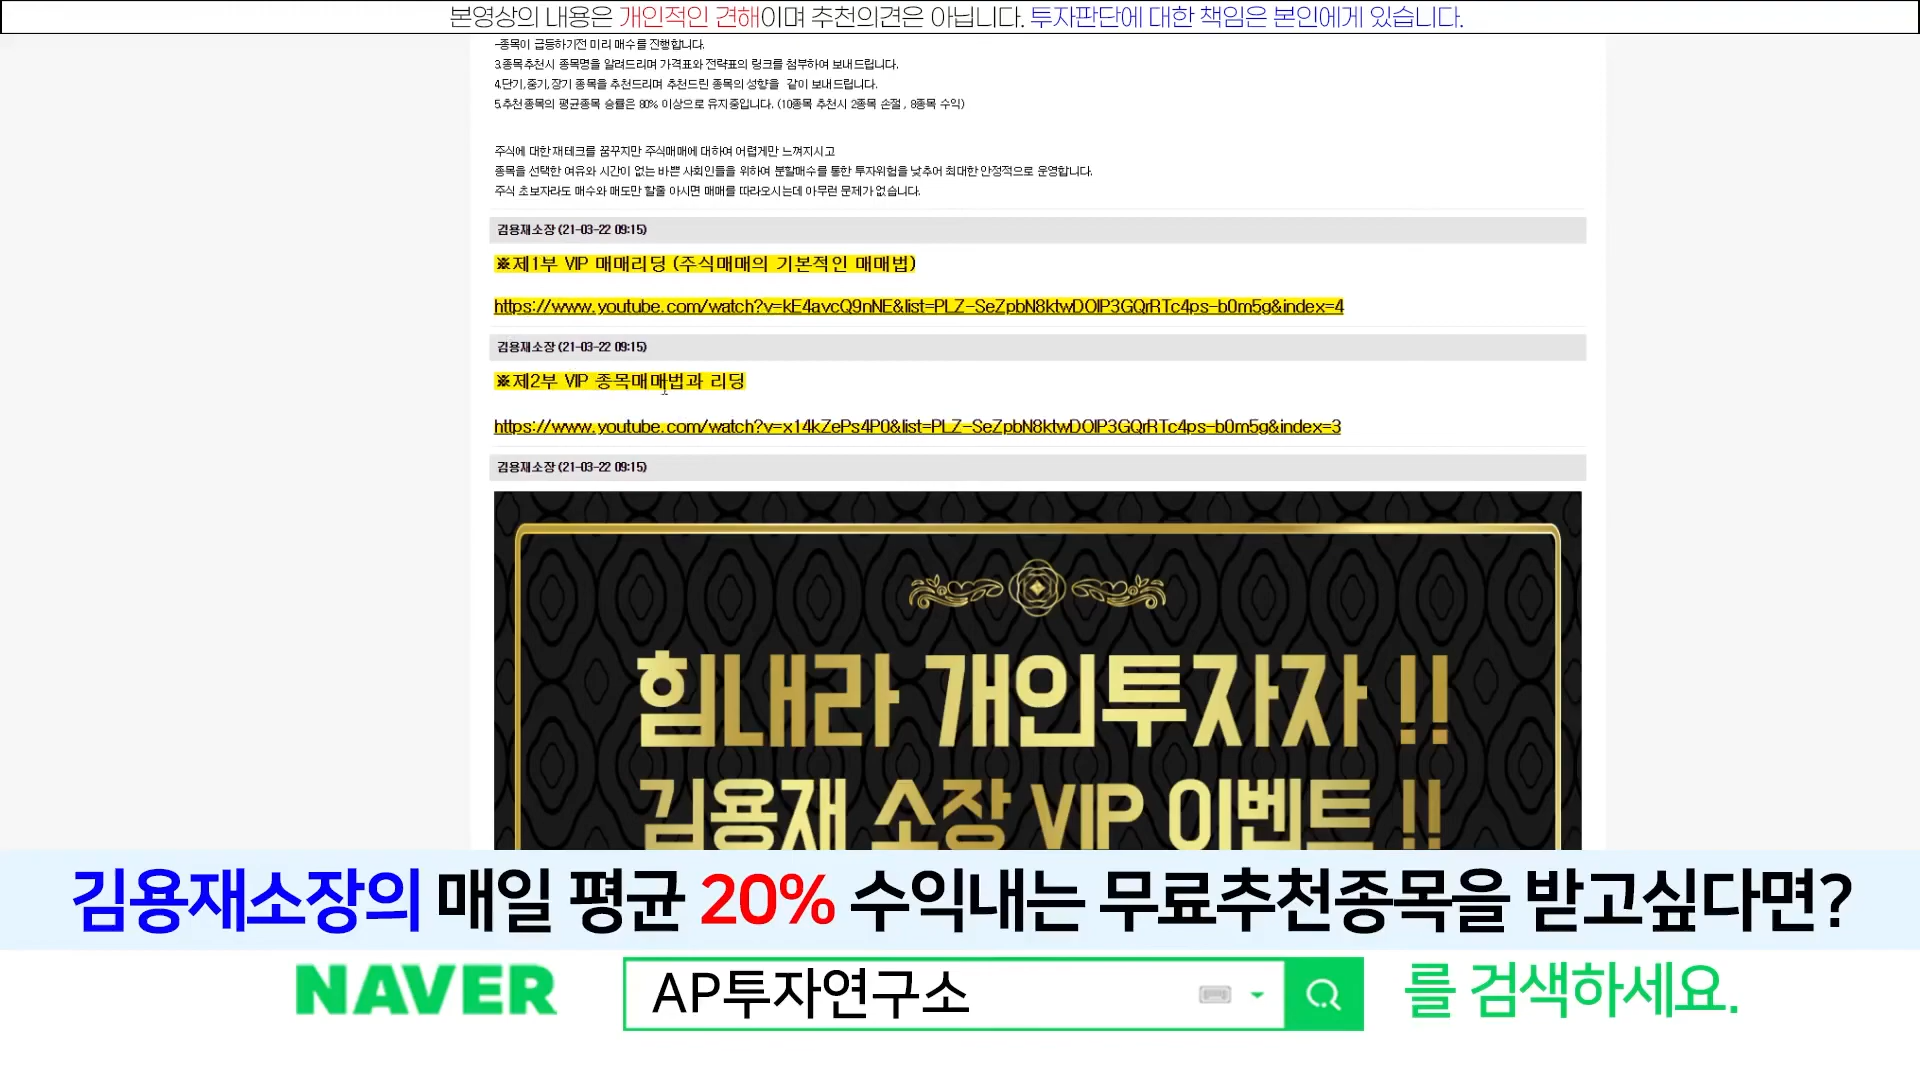 본영상의 내용은 개인적인 견해이며 추천의견은 아닙니다. 투자판단에 대한 책임은 본인에게 있습니다.
-종목이 급등하기전 미리 매수를 진행합니다.
3.종목추천시 종목명을 알려드리며 가격표와 전략표의 링크를 첨부하여 보내드립니다.
4.단기,중기,장기 종목을 추천드리며 추천드린 종목의 성향을 같이 보내드립니다.
5.추천종목의 평균종목 승률은 80% 이상으로 유지중입니다. (10종목 추천시 2종목 손절 , 8종목 수익)
주식에 대한 재테크를 꿈꾸지만 주식매매에 대하여 어렵게만 느껴지시고
종목을 선택한 여유와 시간이 없는 바쁜 사회인들을 위하여 분할매수를 통한 투자위험을 낮추어 최대한 안정적으로 운영합니다.
주식 초보자라도 매수와 매도만 할줄 아시면 매매를 따라오시는데 아무런 문제가 없습니다.
김용재소장 (21-03-22 09:15)
※제1부 VIP 매매리딩 (주식매매의 기본적인 매매법)
https://www.youtube.com/watch?v=kE4avcQ9nNE&list=PLZ-SeZpbN8ktwDOlP3GQrRTc4ps-b0m5g&index=4
김용재소장 (21-03-22 09:15)
※제2부 VIP 종목매매법과 리딩
https://www.youtube.com/watch?v=x14kZePs4P0&list=PLZ-SeZpbN8ktwDOlP3GQrRTc4ps-b0m5g&index=3
김용재소장 (21-03-22 09:15)
힘내라 개인투자자 !!
김용재 소장 VIP 이벤트 !!
김용재소장의 매일 평균 20% 수익내는 무료추천종목을 받고싶다면?
NAVER AP투자연구소 를 검색하세요.